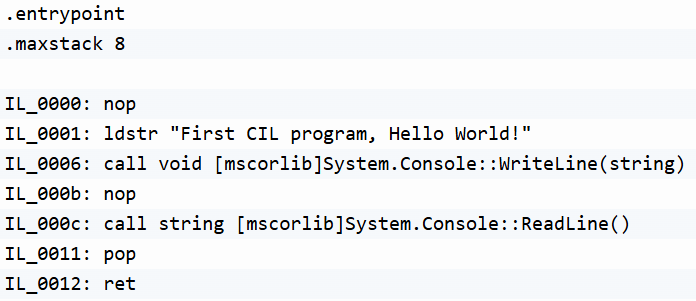 .entrypoint
.maxstack 8
IL_0000: nop
IL_0001: ldstr "First CIL program, Hello World!"
IL_0006: call void [mscorlib]System.Console::WriteLine(string)
IL_000b: nop
IL_000c: call string [mscorlib]System.Console::ReadLine()
IL_0011: pop
IL_0012: ret